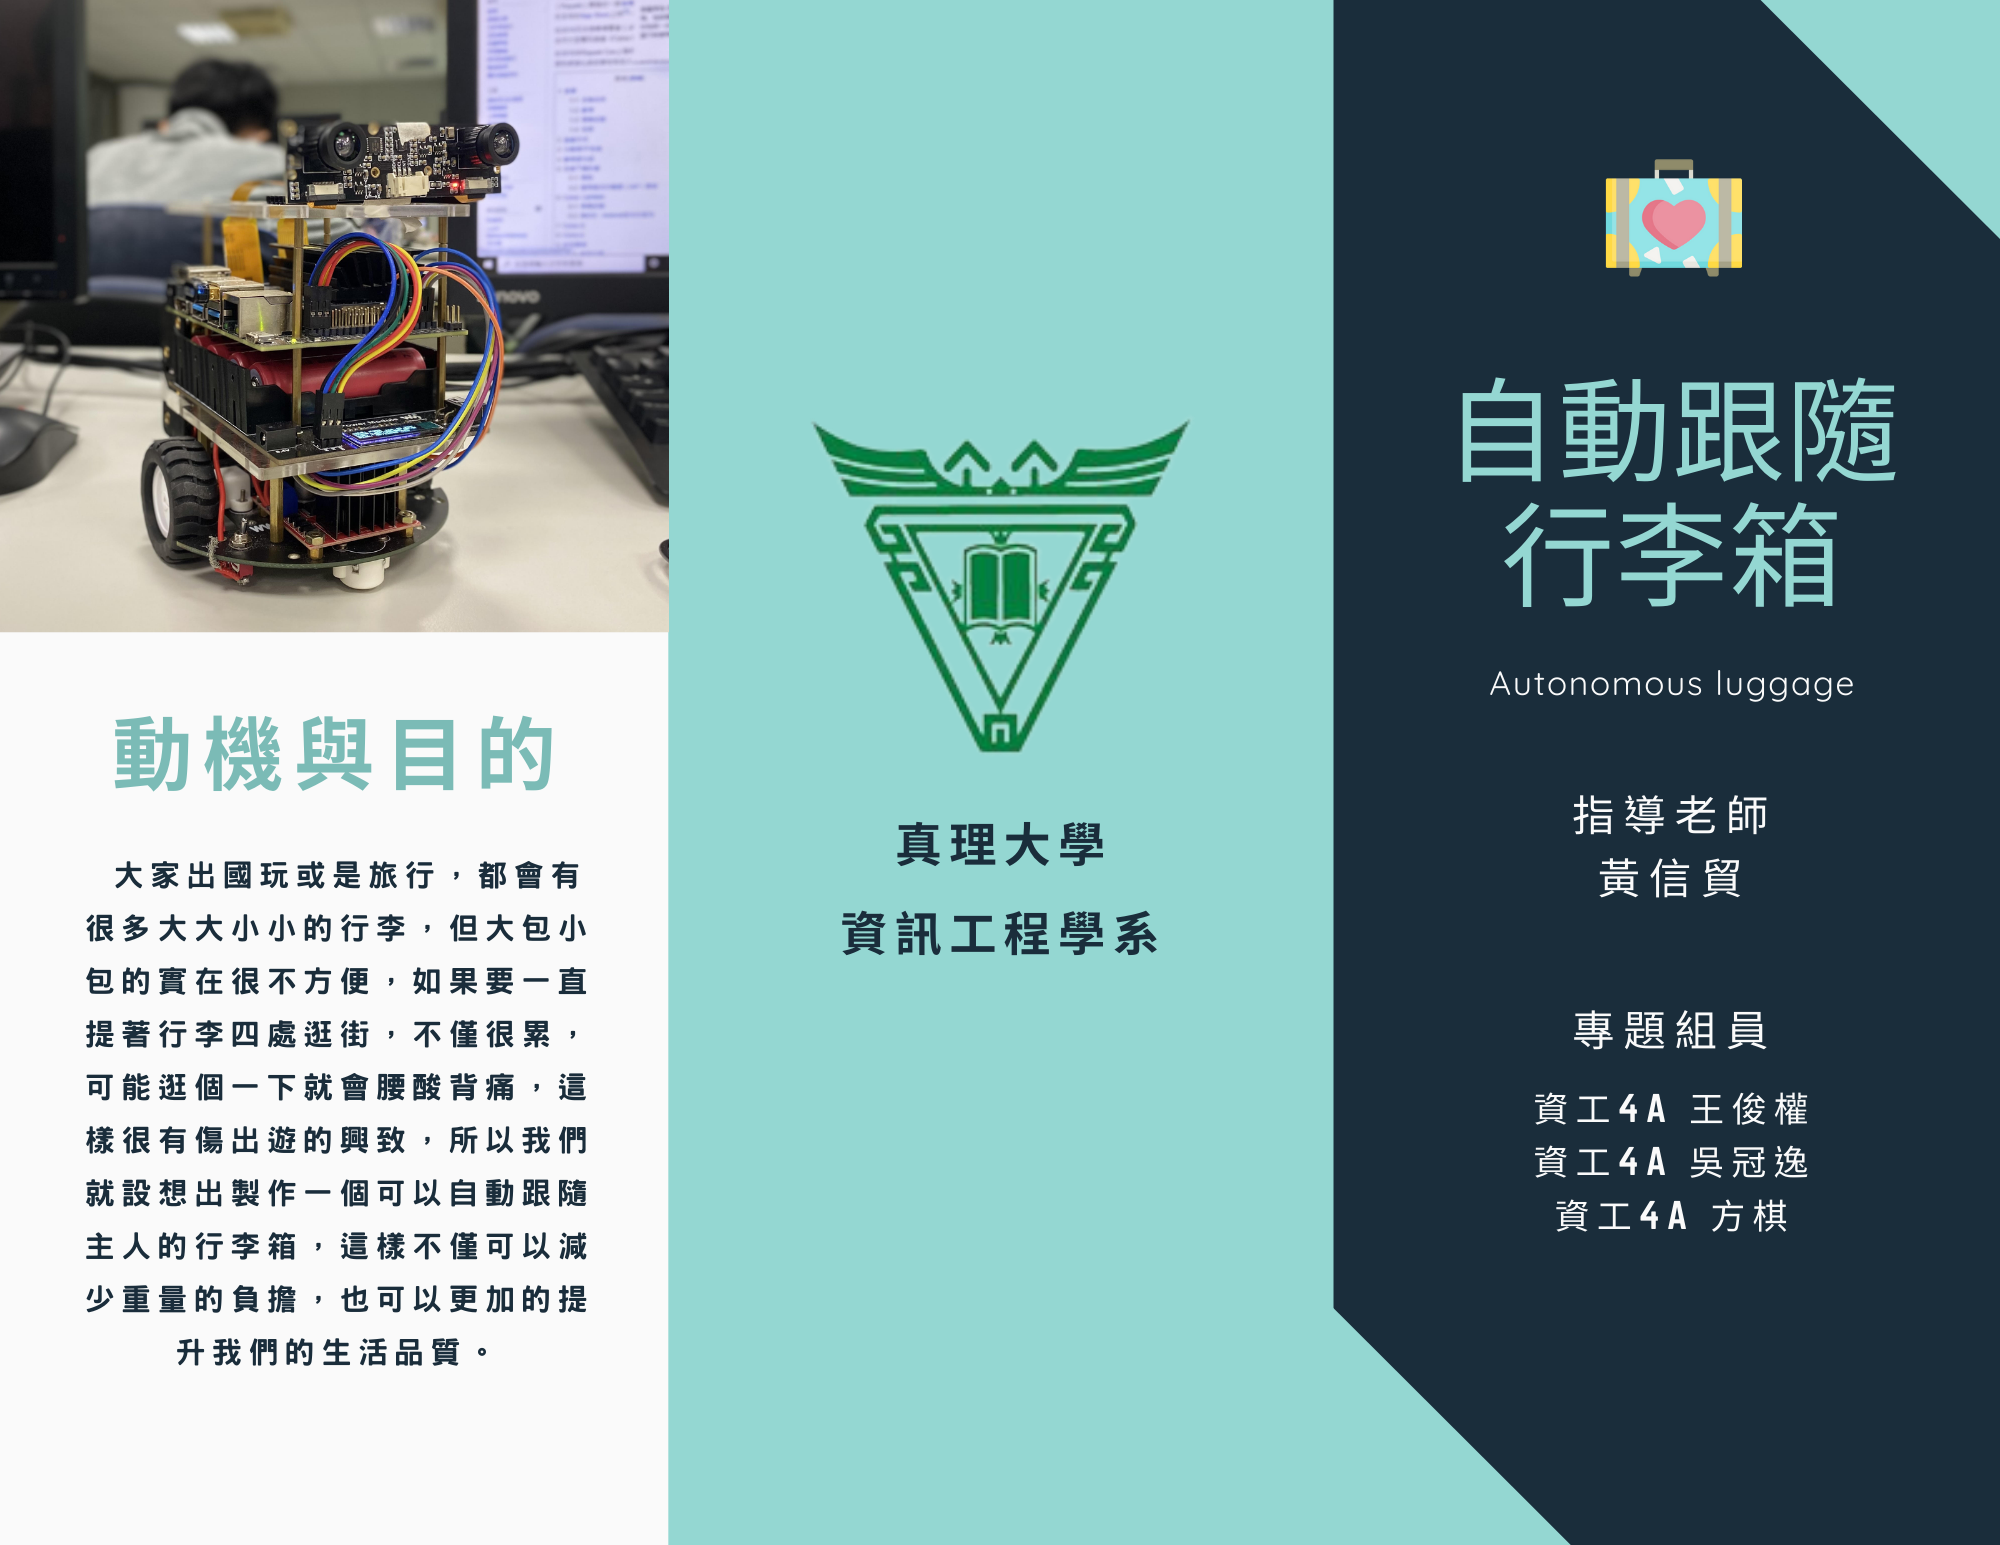 動機與目的
大家出國玩或是旅行，都會有
很多大大小小的行李，但大包小
包的實在很不方便，如果要一直
提著行李四處逛街，不僅很累，
可能逛個一下就會腰酸背痛，這
樣很有傷出遊的興致，所以我們
就設想出製作一個可以自動跟隨
主人的行李箱，這樣不僅可以減
少重量的負擔，也可以更加的提
升我們的生活品質。
真理大學
資訊工程學系
自動跟隨
行李箱
Autonomous luggage
指導老師
黃信貿
專題組員
資工4A 王俊權
資工4A 吳冠逸
資工4A 方棋